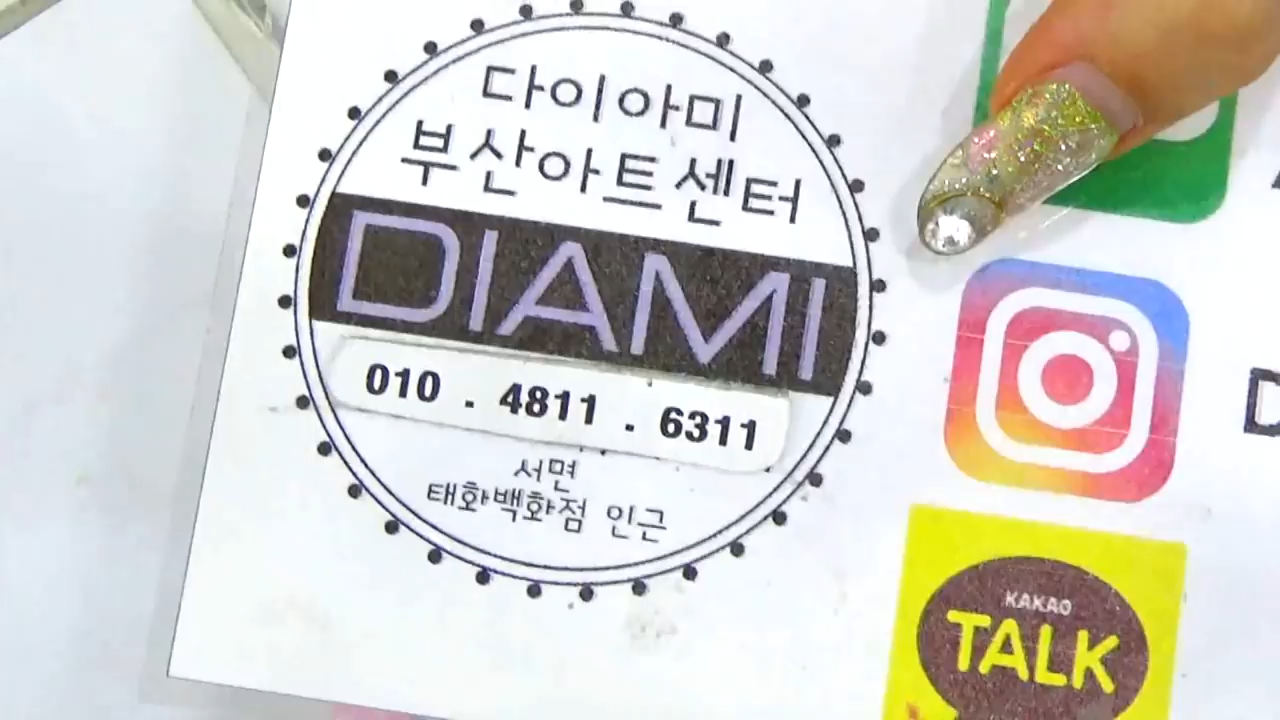 다이아미
부산아트센터
DIAMI
010 . 4811 . 6311
서면
태화백화점 인근
KAKAO
TALK